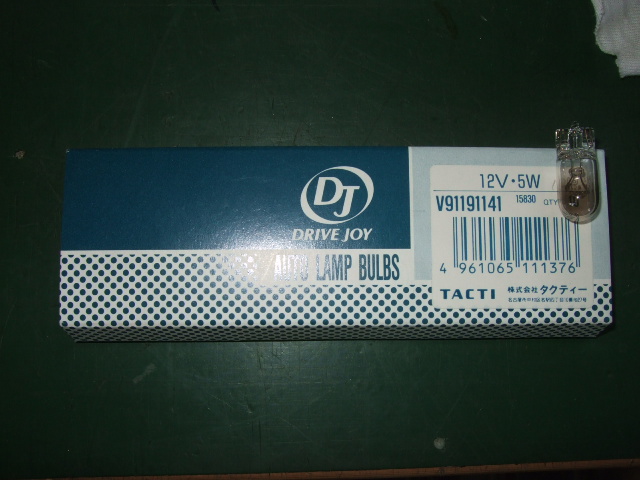 DJ
DRIVE JOY
AUTO LAMP BULBS
12V・5W
V91191141 15830 QTY
4 961065 111376
TACTI 株式会社 タクティー